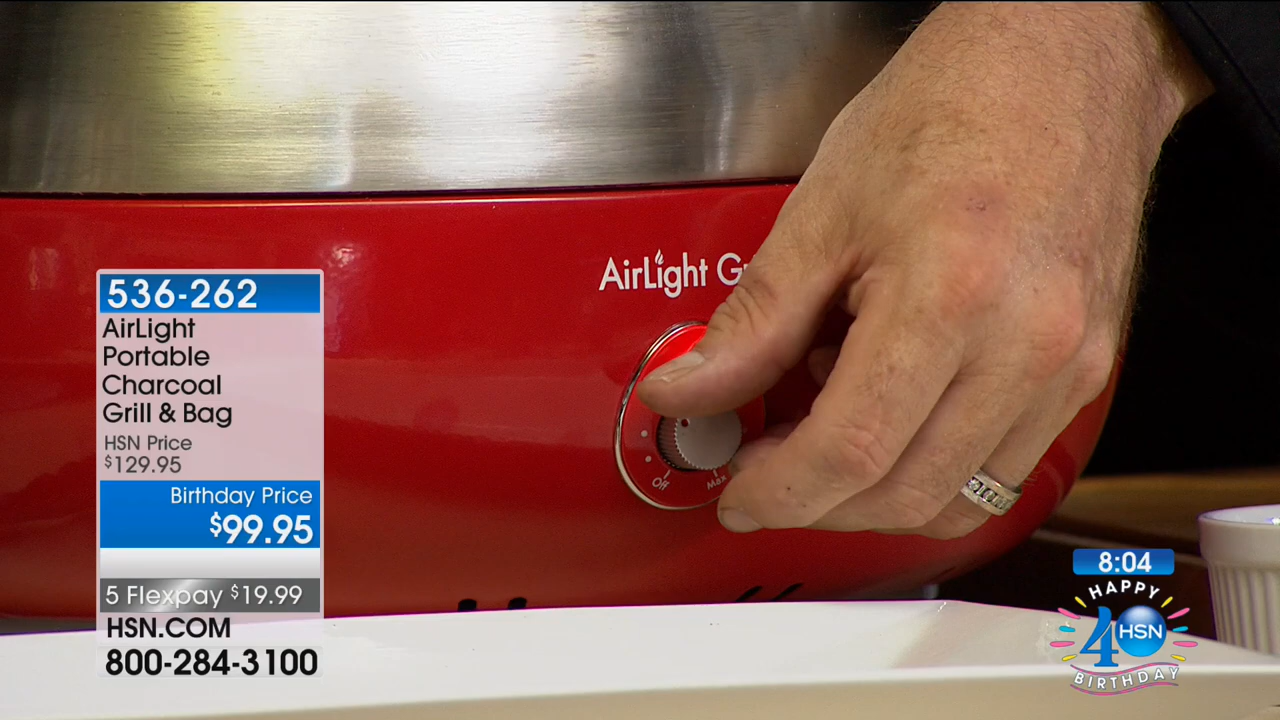 536-262
AirLight
Portable
Charcoal
Grill & Bag
HSN Price
$129.95
Birthday Price
$99.95
5 Flexpay $19.99
HSN.COM
800-284-3100
AirLight
Off
Max
8:04
HAPPY
40
HSN
BIRTHDAY